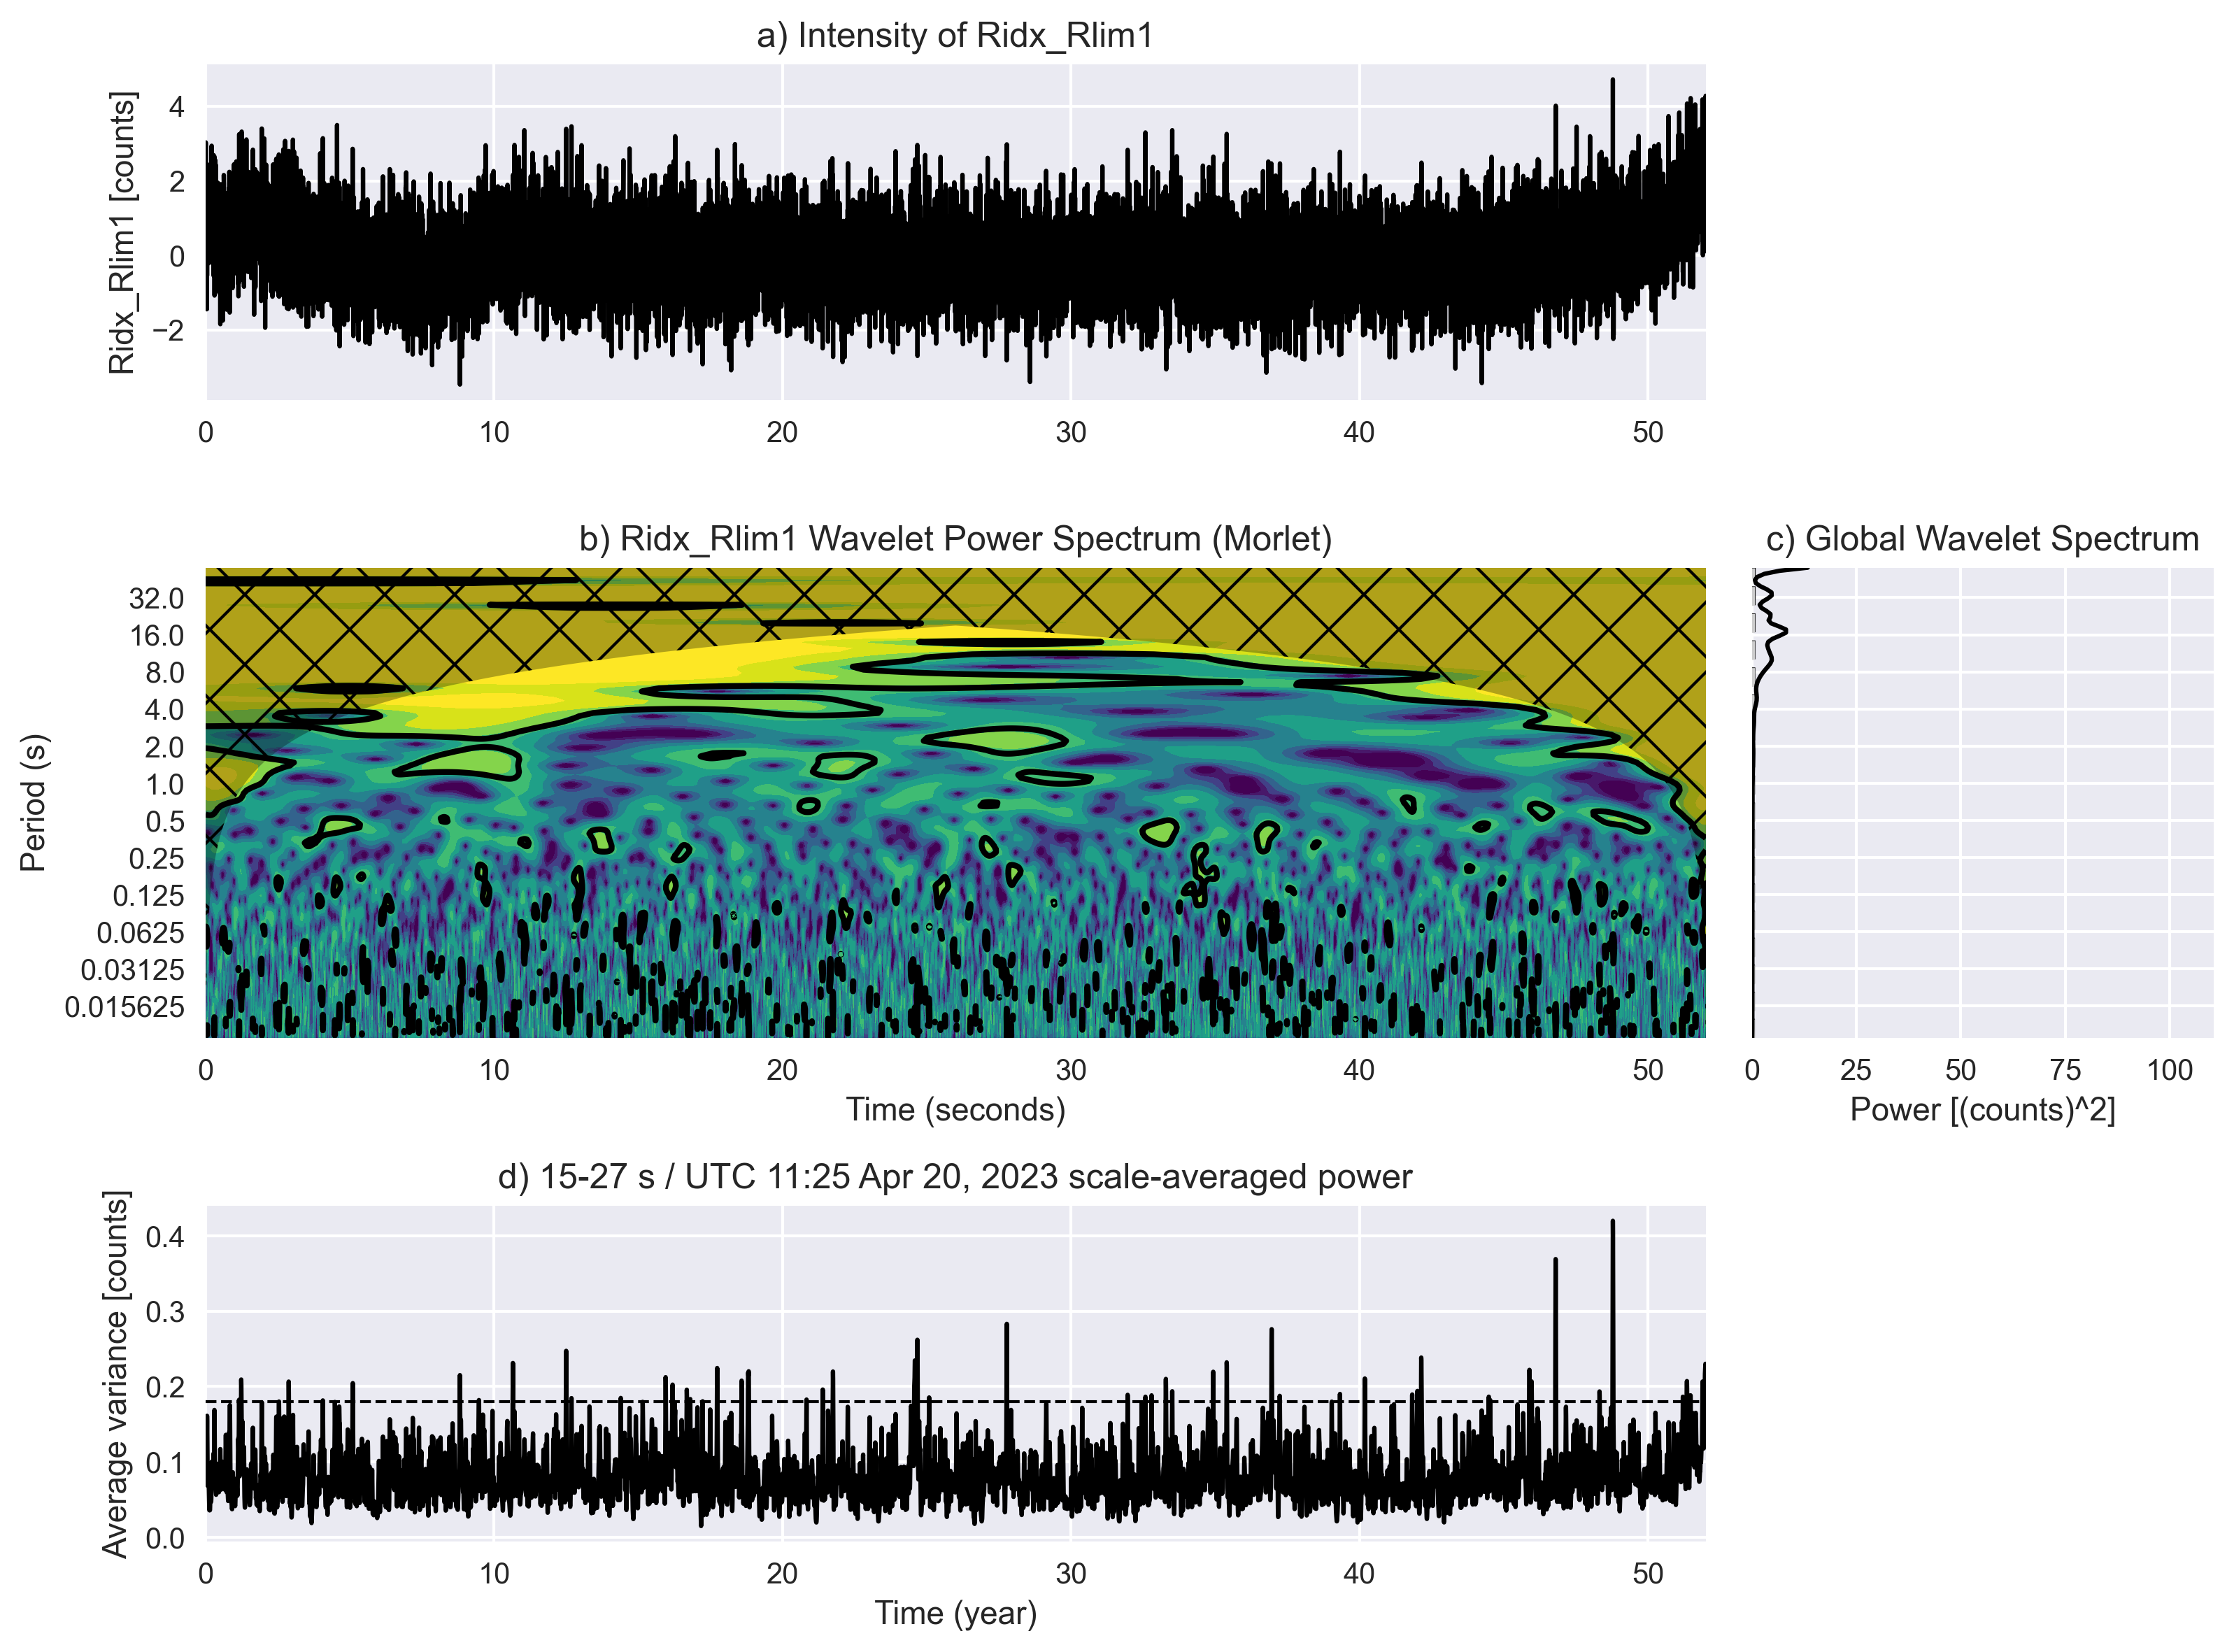 a) Intensity of Ridx_Rlim1
Ridx_Rlim1 [counts]
4
2
0
−2
0 10 20 30 40 50
b) Ridx_Rlim1 Wavelet Power Spectrum (Morlet)
Period (s)
32.0
16.0
8.0
4.0
2.0
1.0
0.5
0.25
0.125
0.0625
0.03125
0.015625
0 10 20 30 40 50
Time (seconds)
c) Global Wavelet Spectrum
0 25 50 75 100
Power [(counts)^2]
d) 15-27 s / UTC 11:25 Apr 20, 2023 scale-averaged power
Average variance [counts]
0.4
0.3
0.2
0.1
0.0
0 10 20 30 40 50
Time (year)